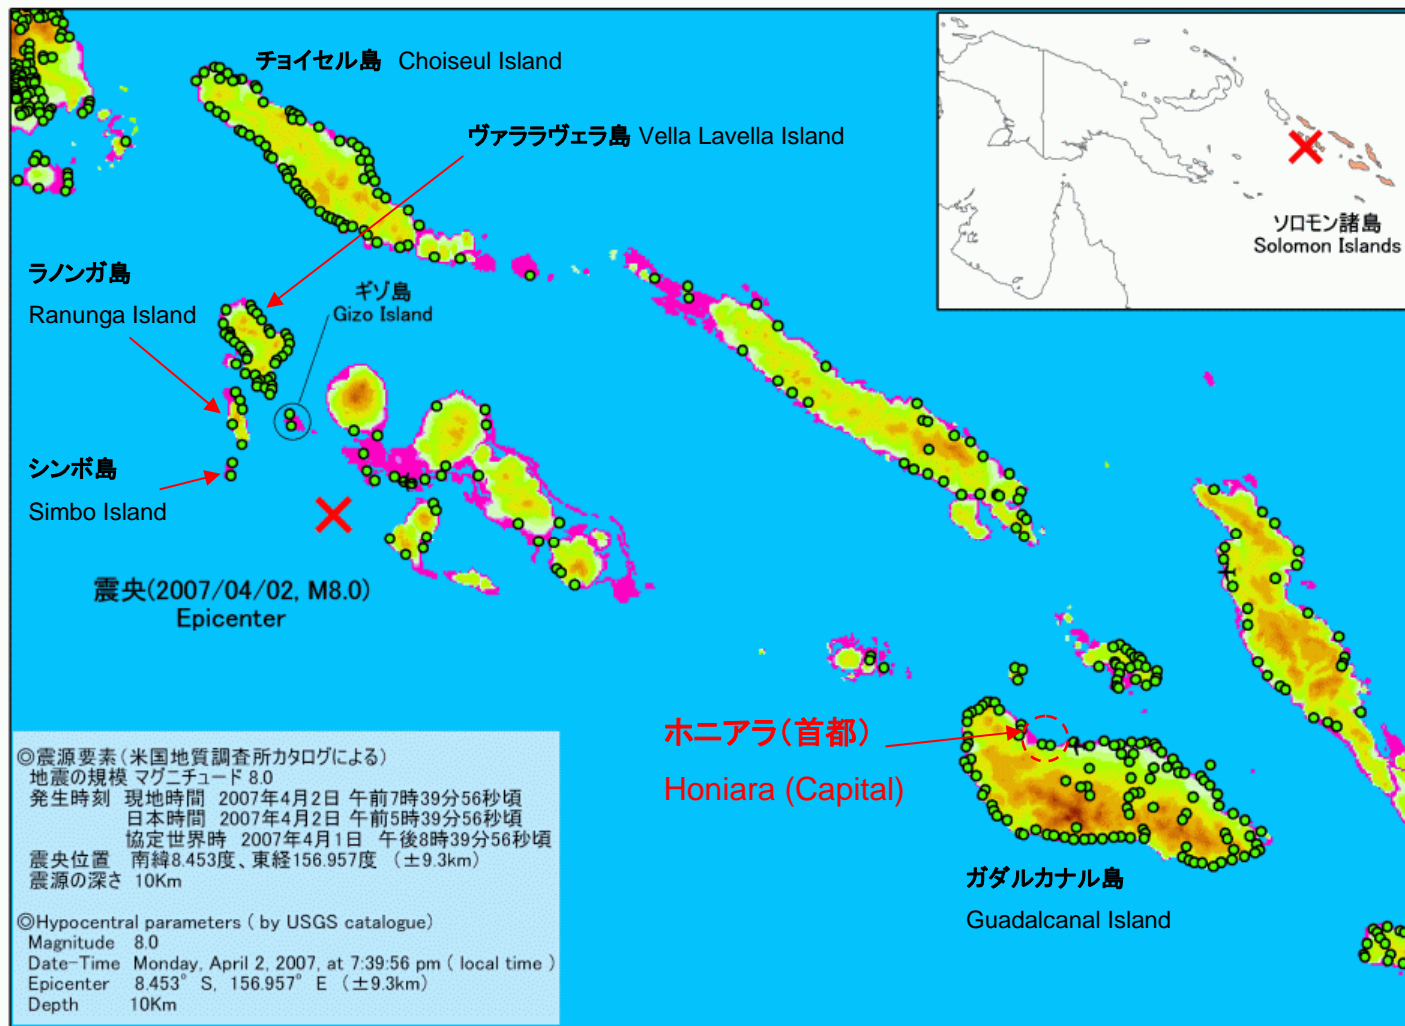 チョイセル島 Choiseul Island
ヴァララヴェラ島 Vella Lavella Island
ソロモン諸島
Solomon Islands
ラノンガ島
Ranunga Island
ギゾ島
Gizo Island
シンボ島
Simbo Island
震央(2007/04/02, M8.0)
Epicenter
ホニアラ(首都)
Honiara (Capital)
ガダルカナル島
Guadalcanal Island
◎震源要素(米国地質調査所カタログによる)
地震の規模 マグニチュード 8.0
発生時刻 現地時間 2007年4月2日 午前7時39分56秒頃
日本時間 2007年4月2日 午前5時39分56秒頃
協定世界時 2007年4月1日 午後8時39分56秒頃
震央位置 南緯8.453度、東経156.957度 (±9.3km)
震源の深さ 10Km
◎Hypocentral parameters ( by USGS catalogue)
Magnitude 8.0
Date-Time Monday, April 2, 2007, at 7:39:56 pm ( local time )
Epicenter 8.453° S, 156.957° E (±9.3km)
Depth 10Km